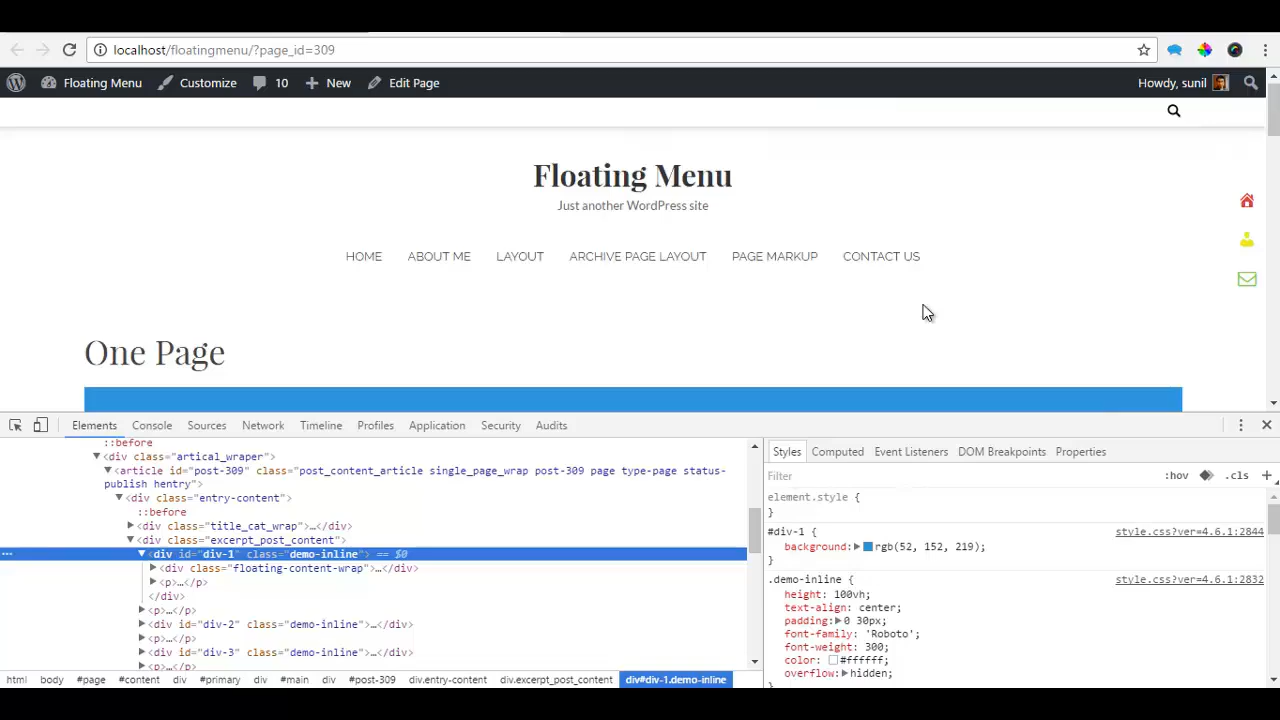 localhost/floatingmenu/?page_id=309
Floating Menu Customize 10 New Edit Page Howdy, sunil
Floating Menu
Just another WordPress site
HOME ABOUT ME LAYOUT ARCHIVE PAGE LAYOUT PAGE MARKUP CONTACT US
One Page
Elements Console Sources Network Timeline Profiles Application Security Audits
::before
<div class="artical_wraper">
<article id="post-309" class="post_content_article single_page_wrap post-309 page type-page status-
publish hentry">
<div class="entry-content">
::before
<div class="title_cat_wrap">…</div>
<div class="excerpt_post_content">
<div id="div-1" class="demo-inline"> == $0
<div class="floating-content-wrap">…</div>
<p>…</p>
</div>
<p>…</p>
<div id="div-2" class="demo-inline">…</div>
<p>…</p>
<div id="div-3" class="demo-inline">…</div>
<p>…</p>
html body #page #content #primary div #main div #post-309 div.entry-content div.excerpt_post_content div#div-1.demo-inline
Styles Computed Event Listeners DOM Breakpoints Properties
Filter :hov .cls +
element.style {
}
#div-1 { style.css?ver=4.6.1:2844
background: rgb(52, 152, 219);
}
.demo-inline { style.css?ver=4.6.1:2832
height: 100vh;
text-align: center;
padding: 0 30px;
font-family: 'Roboto';
font-weight: 300;
color: #ffffff;
overflow: hidden;